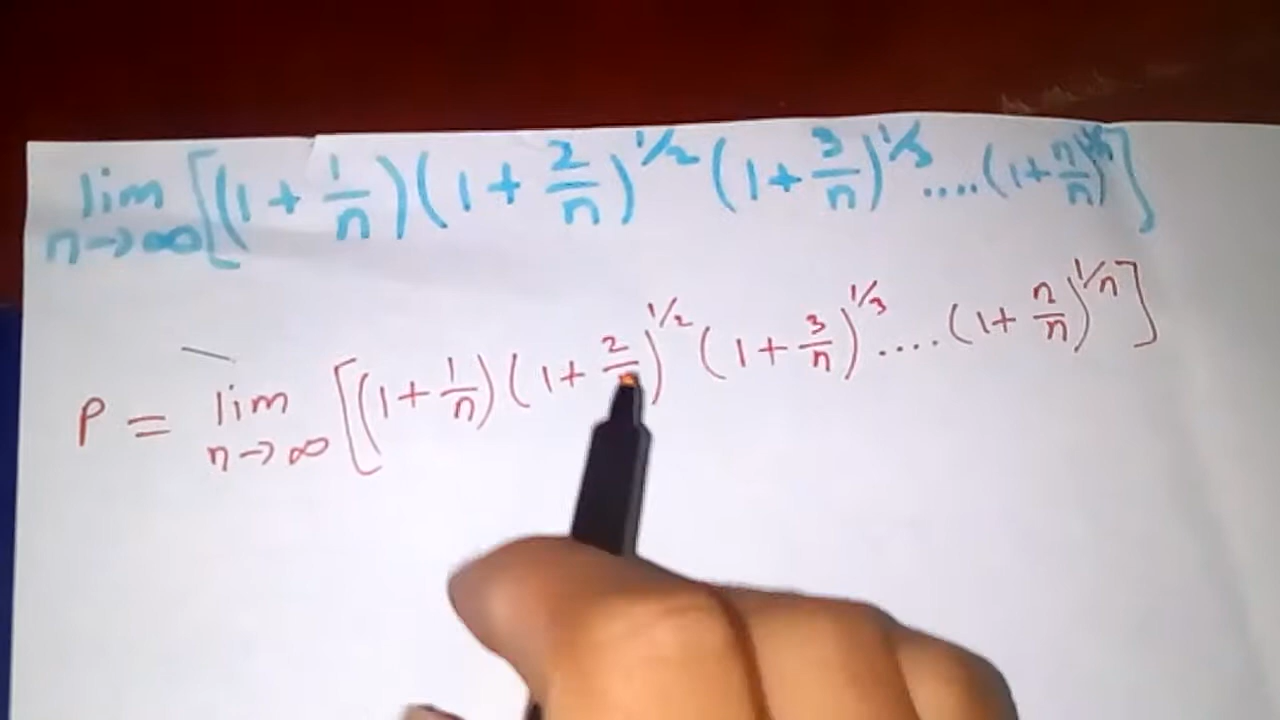 lim n→∞ [(1 + 1/n)(1 + 2/n)^1/2 (1 + 3/n)^1/3 ....(1 + n/n)^1/n]
P = lim n→∞ [(1 + 1/n)(1 + 2/n)^1/2 (1 + 3/n)^1/3 ....(1 + n/n)^1/n]